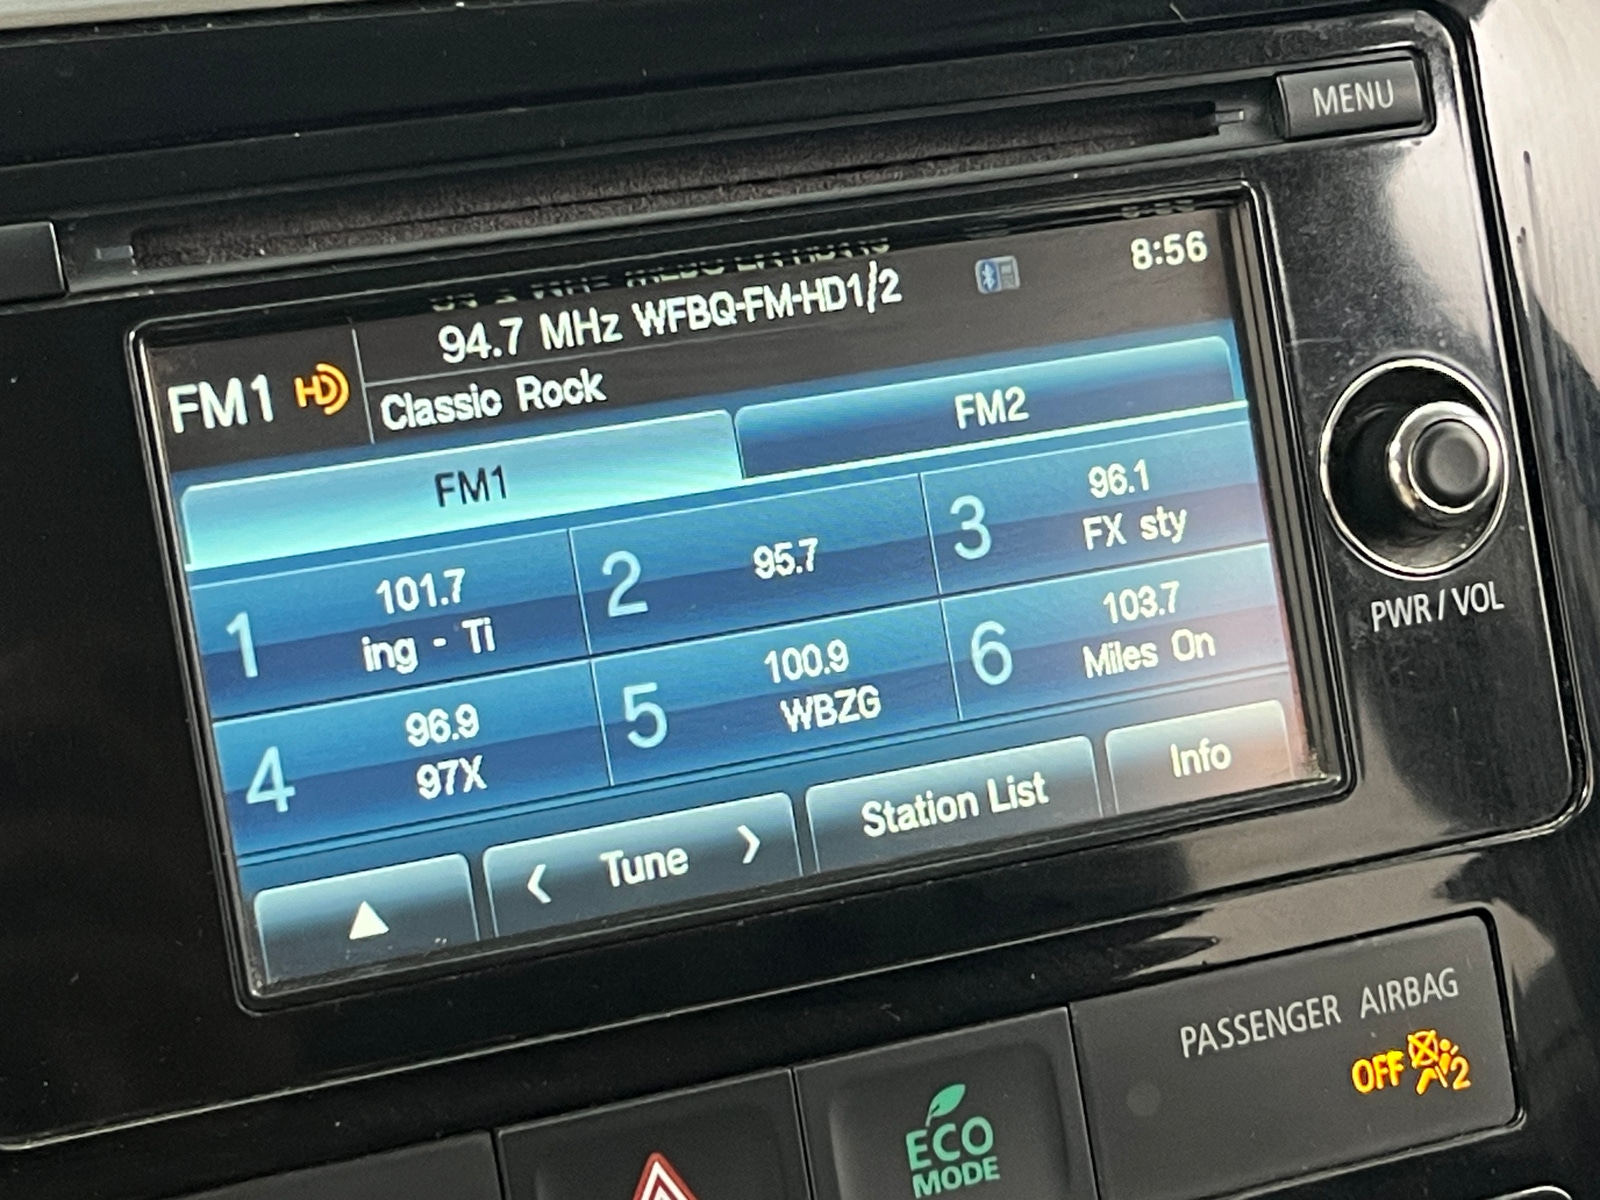 MENU
8:56
94.7 MHz WFBQ-FM-HD1/2
FM1 HD
Classic Rock
FM1
FM2
1
101.7
ing - Ti
2
95.7
3
96.1
FX sty
4
96.9
97X
5
100.9
WBZG
6
103.7
Miles On
Tune
Station List
Info
PWR / VOL
PASSENGER AIRBAG
OFF 2
ECO
MODE